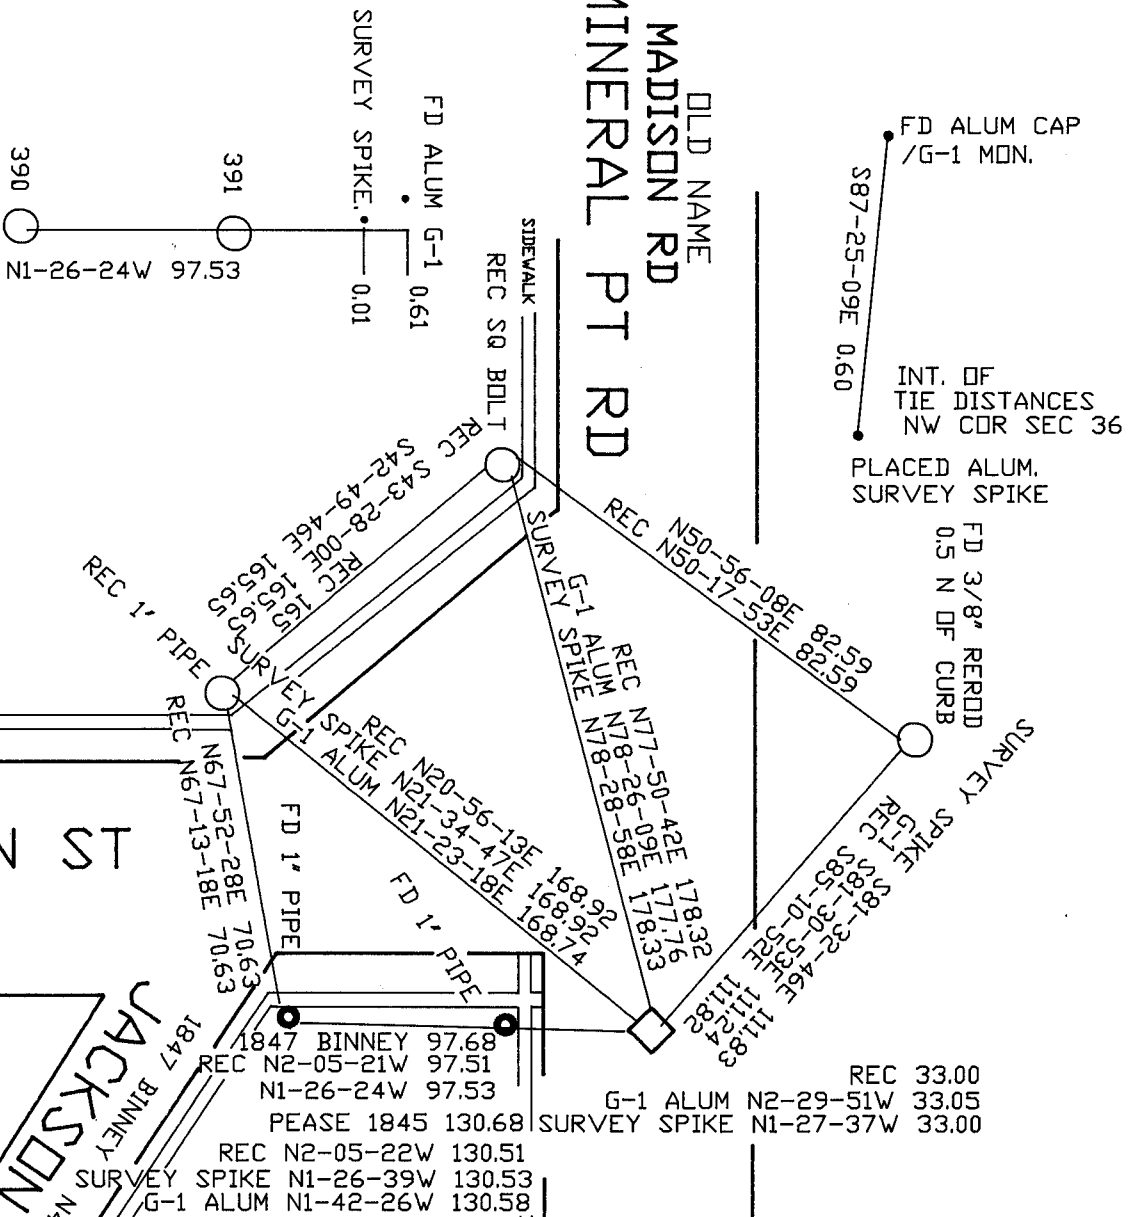 MINERAL PT RD
MADISON RD
OLD NAME
FD ALUM CAP
/G-1 MON.
S87-25-09E 0.60
INT. OF
TIE DISTANCES
NW COR SEC 36
PLACED ALUM.
SURVEY SPIKE
SURVEY SPIKE.
FD ALUM G-1
0.01
0.61
390
391
N1-26-24W 97.53
SIDEWALK
REC SQ BOLT
FD 3/8" REROD
0.5 N OF CURB
REC N50-56-08E 82.59
N50-17-53E 82.59
REC S43-28-00E 165.63
S42-49-46E 165.65
REC 165
REC 1" PIPE
REC N77-50-42E 178.32
G-1 ALUM N78-26-09E 177.76
SURVEY SPIKE N78-28-58E 178.33
REC N20-56-13E 168.92
SURVEY SPIKE N21-34-47E 168.92
G-1 ALUM N21-23-18E 168.74
SURVEY SPIKE S81-32-46E 111.83
G-1 S81-30-53E 111.24
REC S85-10-52E 111.82
N67-52-28E 70.63
REC N67-13-18E 70.63
FD 1" PIPE
FD 1" PIPE
N ST
JACKSON
1847 BINNEY
1847 BINNEY 97.68
REC N2-05-21W 97.51
N1-26-24W 97.53
PEASE 1845 130.68
REC N2-05-22W 130.51
SURVEY SPIKE N1-26-39W 130.53
G-1 ALUM N1-42-26W 130.58
REC 33.00
G-1 ALUM N2-29-51W 33.05
SURVEY SPIKE N1-27-37W 33.00